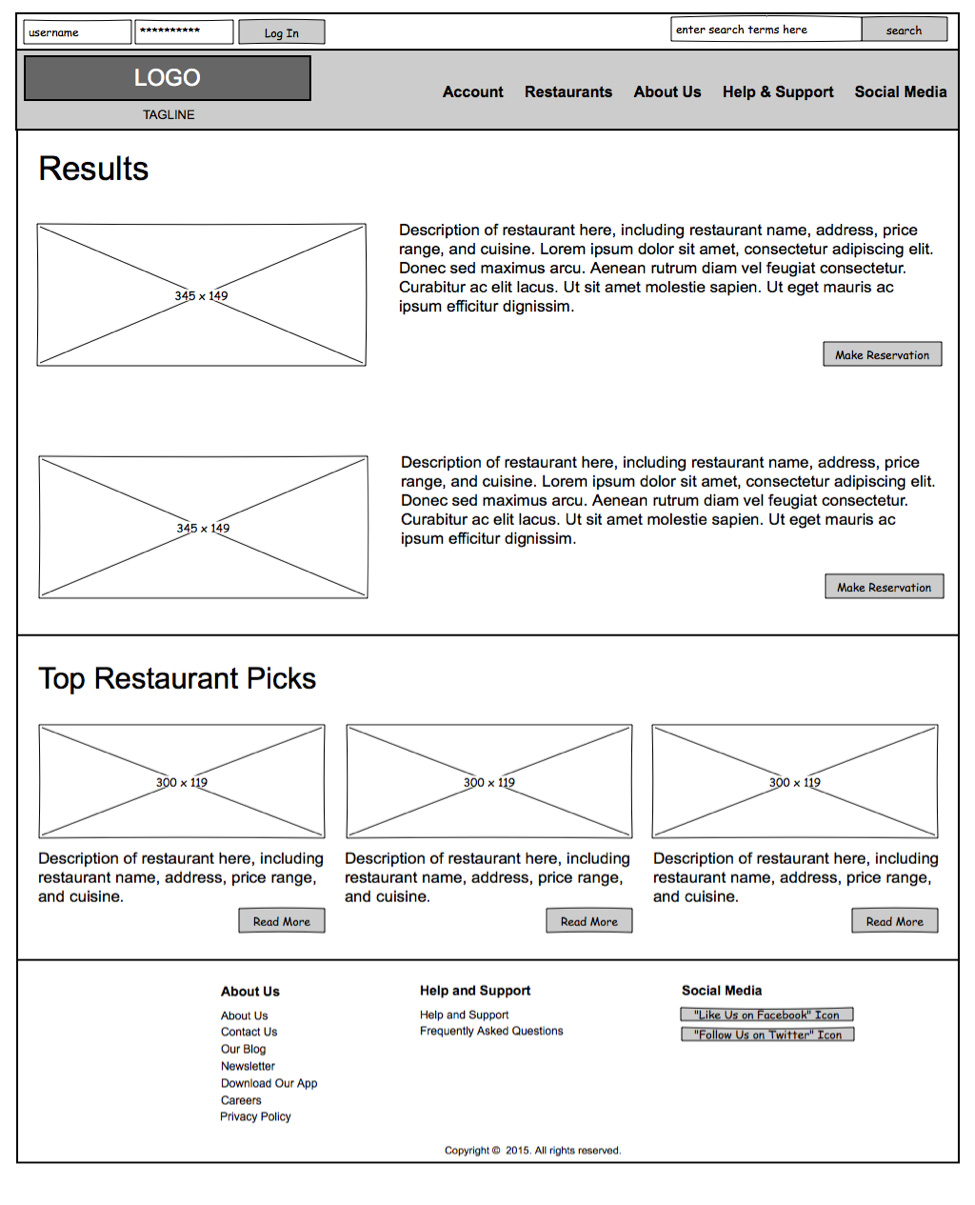 username ********** Log In enter search terms here search
LOGO
TAGLINE
Account Restaurants About Us Help & Support Social Media
Results
345 x 149
Description of restaurant here, including restaurant name, address, price
range, and cuisine. Lorem ipsum dolor sit amet, consectetur adipiscing elit.
Donec sed maximus arcu. Aenean rutrum diam vel feugiat consectetur.
Curabitur ac elit lacus. Ut sit amet molestie sapien. Ut eget mauris ac
ipsum efficitur dignissim.
Make Reservation
345 x 149
Description of restaurant here, including restaurant name, address, price
range, and cuisine. Lorem ipsum dolor sit amet, consectetur adipiscing elit.
Donec sed maximus arcu. Aenean rutrum diam vel feugiat consectetur.
Curabitur ac elit lacus. Ut sit amet molestie sapien. Ut eget mauris ac
ipsum efficitur dignissim.
Make Reservation
Top Restaurant Picks
300 x 119
Description of restaurant here, including
restaurant name, address, price range,
and cuisine.
Read More
300 x 119
Description of restaurant here, including
restaurant name, address, price range,
and cuisine.
Read More
300 x 119
Description of restaurant here, including
restaurant name, address, price range,
and cuisine.
Read More
About Us
About Us
Contact Us
Our Blog
Newsletter
Download Our App
Careers
Privacy Policy
Help and Support
Help and Support
Frequently Asked Questions
Social Media
"Like Us on Facebook" Icon
"Follow Us on Twitter" Icon
Copyright © 2015. All rights reserved.